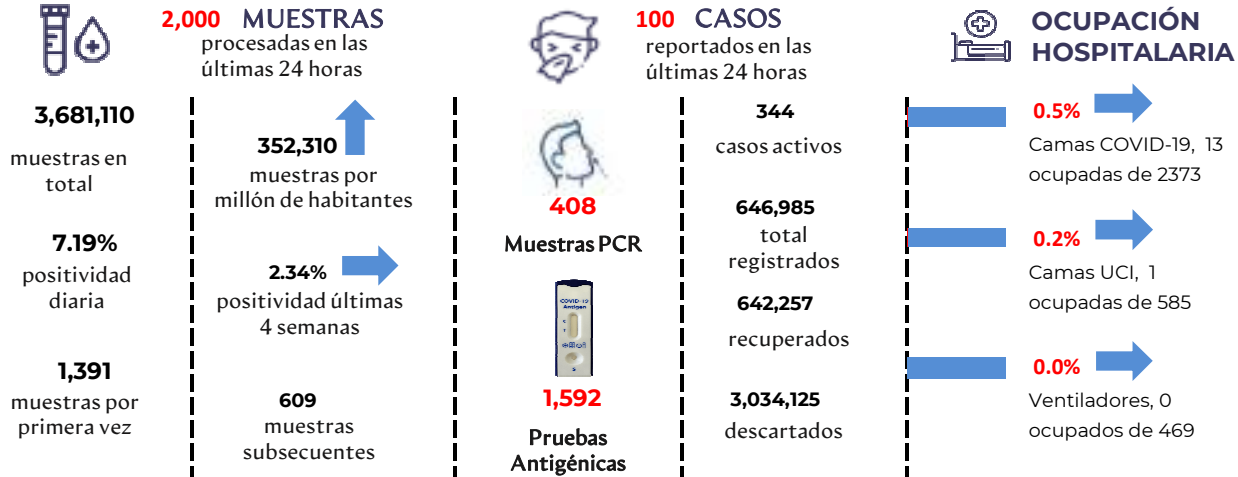 2,000 MUESTRAS
procesadas en las
últimas 24 horas
3,681,110
muestras en
total
7.19%
positividad
diaria
1,391
muestras por
primera vez
352,310
muestras por
millón de habitantes
2.34%
positividad últimas
4 semanas
609
muestras
subsecuentes
100 CASOS
reportados en las
últimas 24 horas
408
Muestras PCR
COVID-19
Antigen
C
T
S
1,592
Pruebas
Antigénicas
344
casos activos
646,985
total
registrados
642,257
recuperados
3,034,125
descartados
OCUPACIÓN
HOSPITALARIA
0.5%
Camas COVID-19, 13
ocupadas de 2373
0.2%
Camas UCI, 1
ocupadas de 585
0.0%
Ventiladores, 0
ocupados de 469